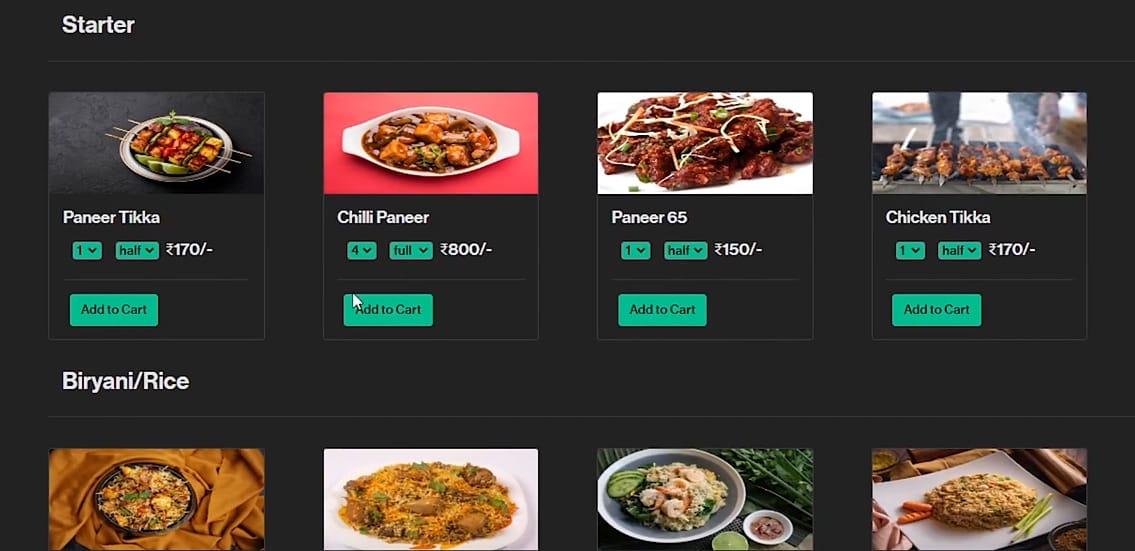 Starter
Paneer Tikka
1 half ₹170/-
Add to Cart
Chilli Paneer
4 full ₹800/-
Add to Cart
Paneer 65
1 half ₹150/-
Add to Cart
Chicken Tikka
1 half ₹170/-
Add to Cart
Biryani/Rice